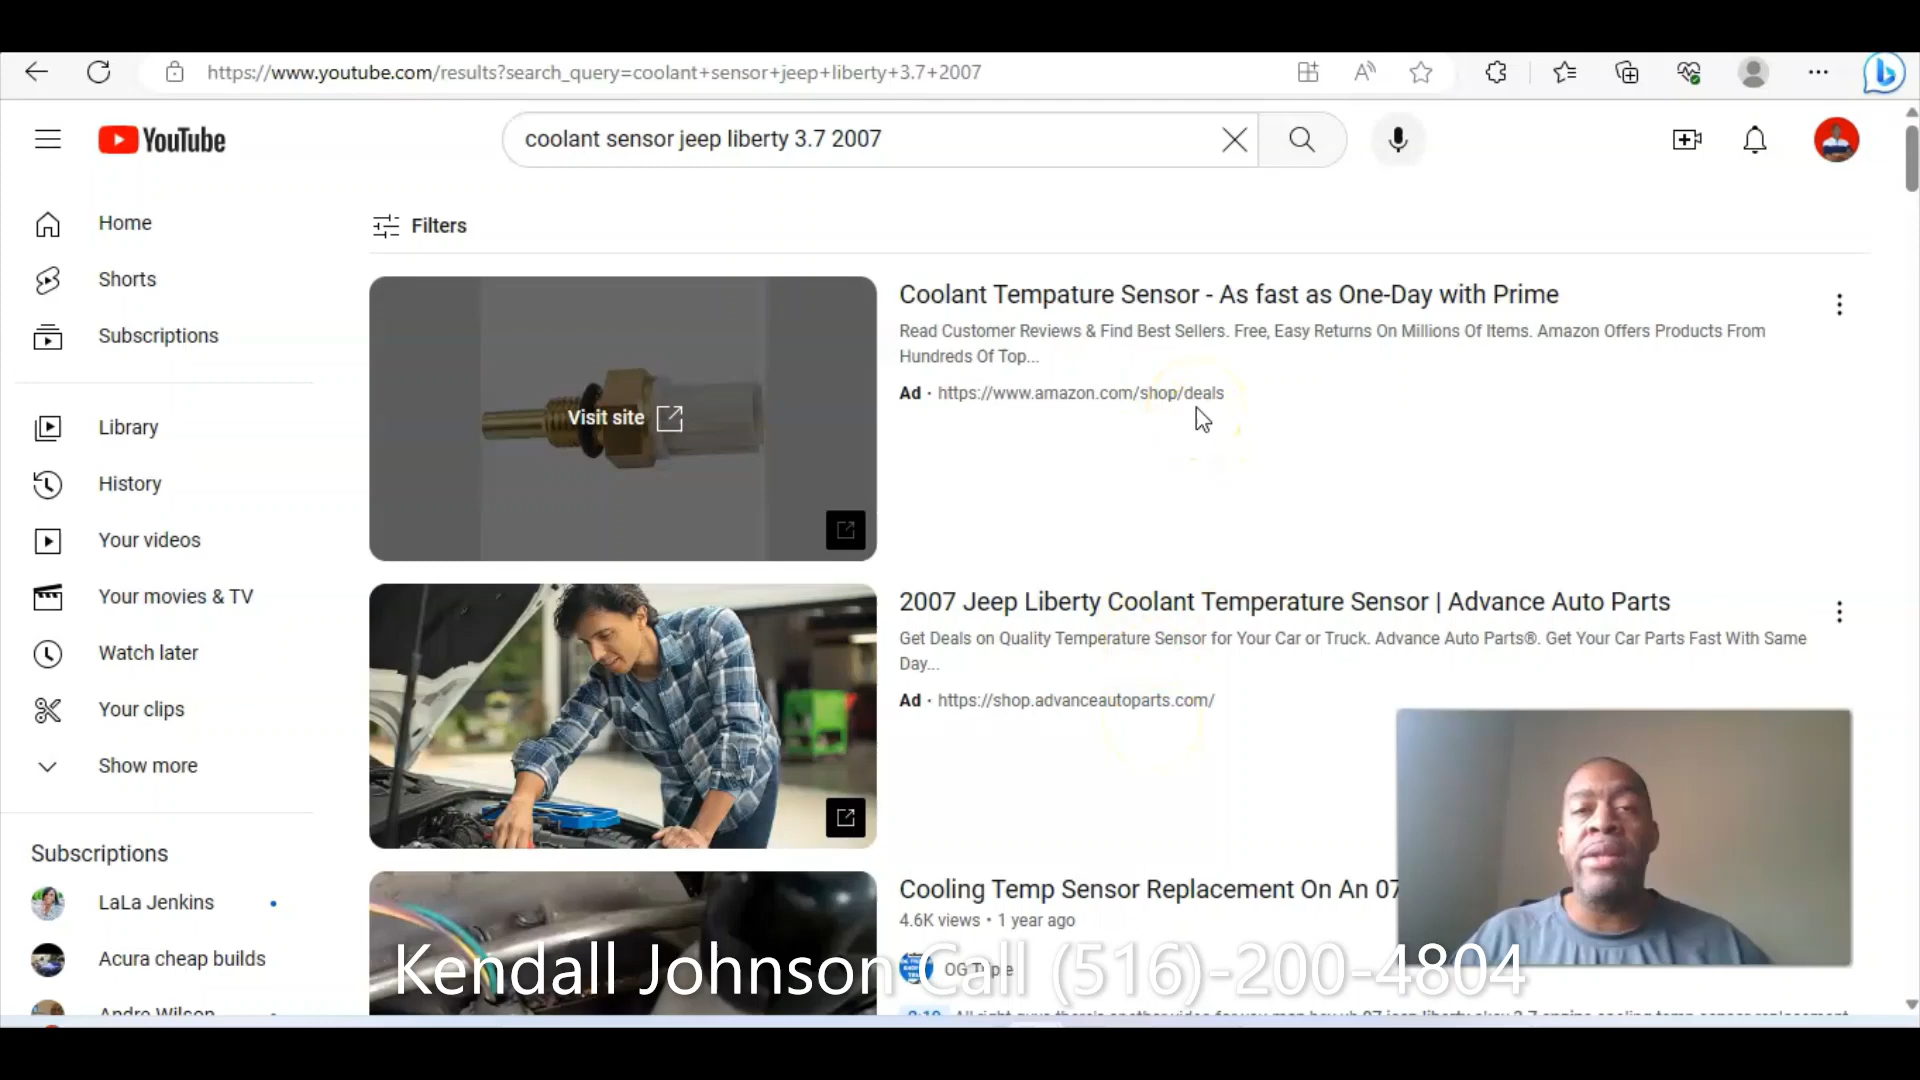 https://www.youtube.com/results?search_query=coolant+sensor+jeep+liberty+3.7+2007
YouTube
coolant sensor jeep liberty 3.7 2007
Home
Shorts
Subscriptions
Library
History
Your videos
Your movies & TV
Watch later
Your clips
Show more
Subscriptions
LaLa Jenkins
Acura cheap builds
Andre Wilson
Filters
Visit site
Coolant Tempature Sensor - As fast as One-Day with Prime
Read Customer Reviews & Find Best Sellers. Free, Easy Returns On Millions Of Items. Amazon Offers Products From
Hundreds Of Top...
Ad · https://www.amazon.com/shop/deals
2007 Jeep Liberty Coolant Temperature Sensor | Advance Auto Parts
Get Deals on Quality Temperature Sensor for Your Car or Truck. Advance Auto Parts®. Get Your Car Parts Fast With Same
Day...
Ad · https://shop.advanceautoparts.com/
Cooling Temp Sensor Replacement On An 07
4.6K views • 1 year ago
Kendall Johnson Call (516)-200-4804